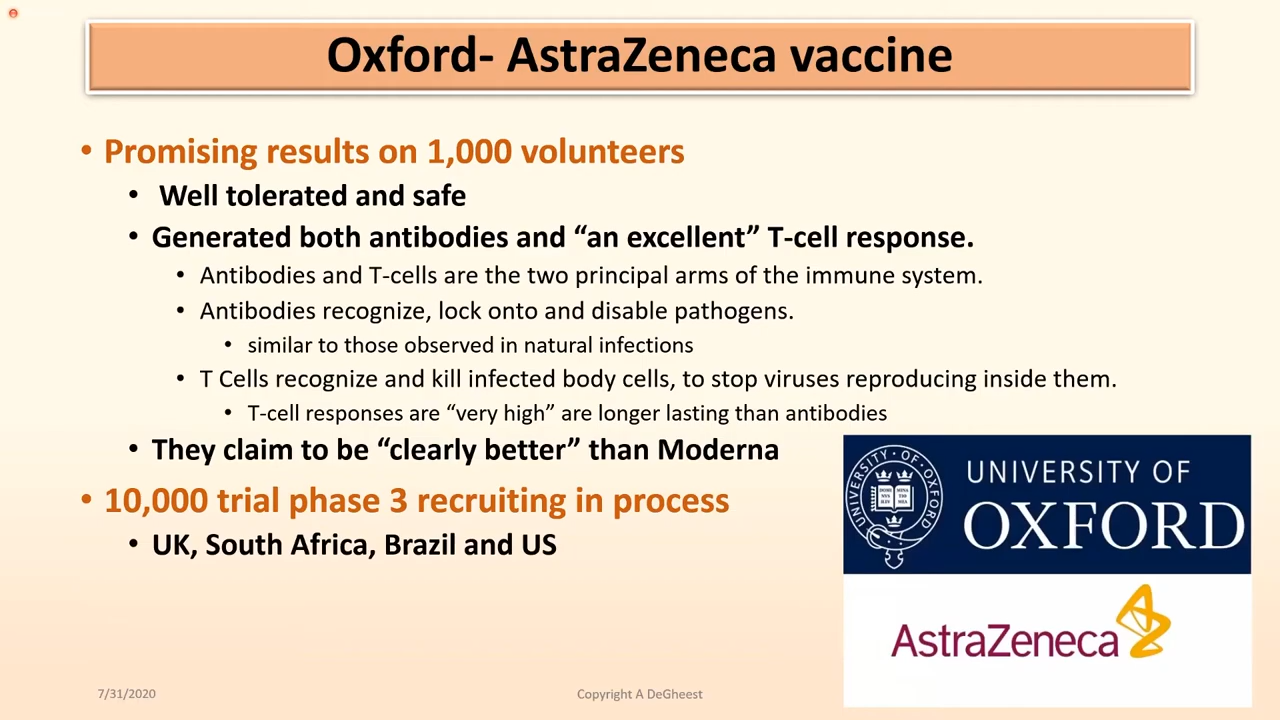 Oxford- AstraZeneca vaccine
• Promising results on 1,000 volunteers
• Well tolerated and safe
• Generated both antibodies and “an excellent” T-cell response.
• Antibodies and T-cells are the two principal arms of the immune system.
• Antibodies recognize, lock onto and disable pathogens.
• similar to those observed in natural infections
• T Cells recognize and kill infected body cells, to stop viruses reproducing inside them.
• T-cell responses are “very high” are longer lasting than antibodies
• They claim to be “clearly better” than Moderna
• 10,000 trial phase 3 recruiting in process
• UK, South Africa, Brazil and US
UNIVERSITY·OF·OXFORD
UNIVERSITY OF
OXFORD
AstraZeneca
7/31/2020
Copyright A DeGheest